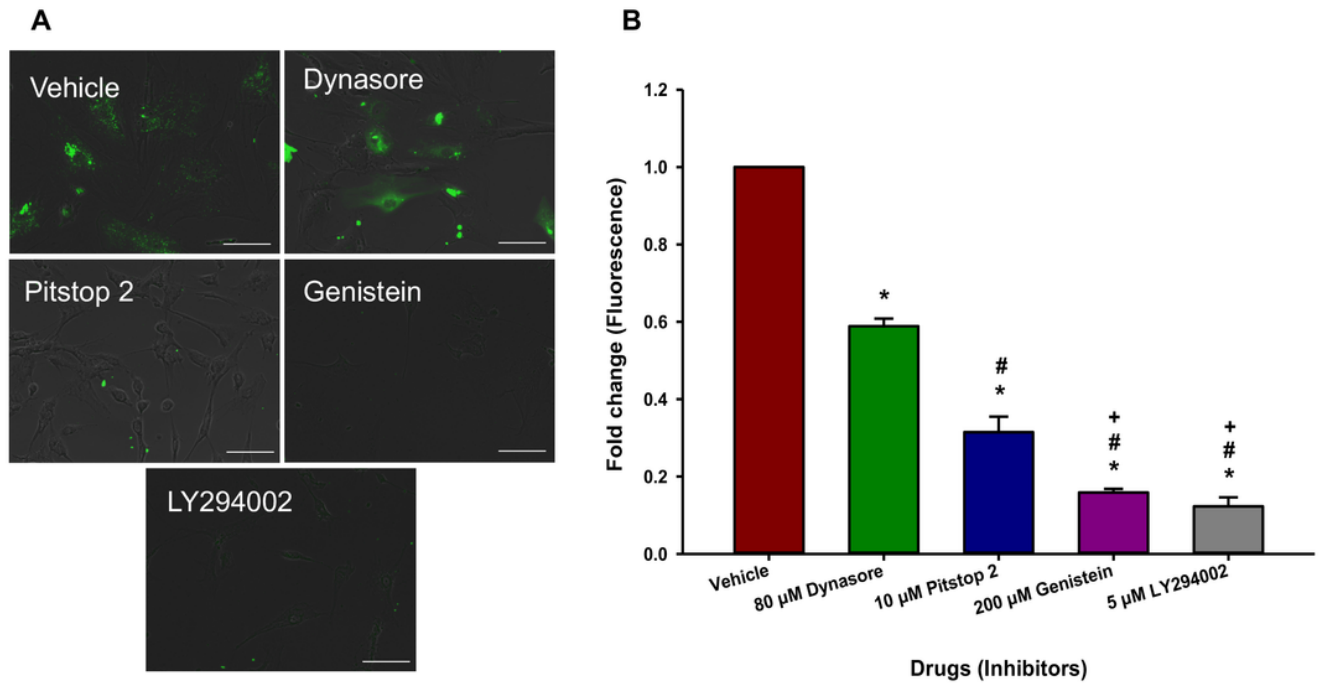 A
Vehicle
Dynasore
Pitstop 2
Genistein
LY294002
B
Fold change (Fluorescence)
1.2
1.0
0.8
0.6
0.4
0.2
0.0
*
#
*
+
#
*
+
#
*
Vehicle
80 µM Dynasore
10 µM Pitstop 2
200 µM Genistein
5 µM LY294002
Drugs (Inhibitors)